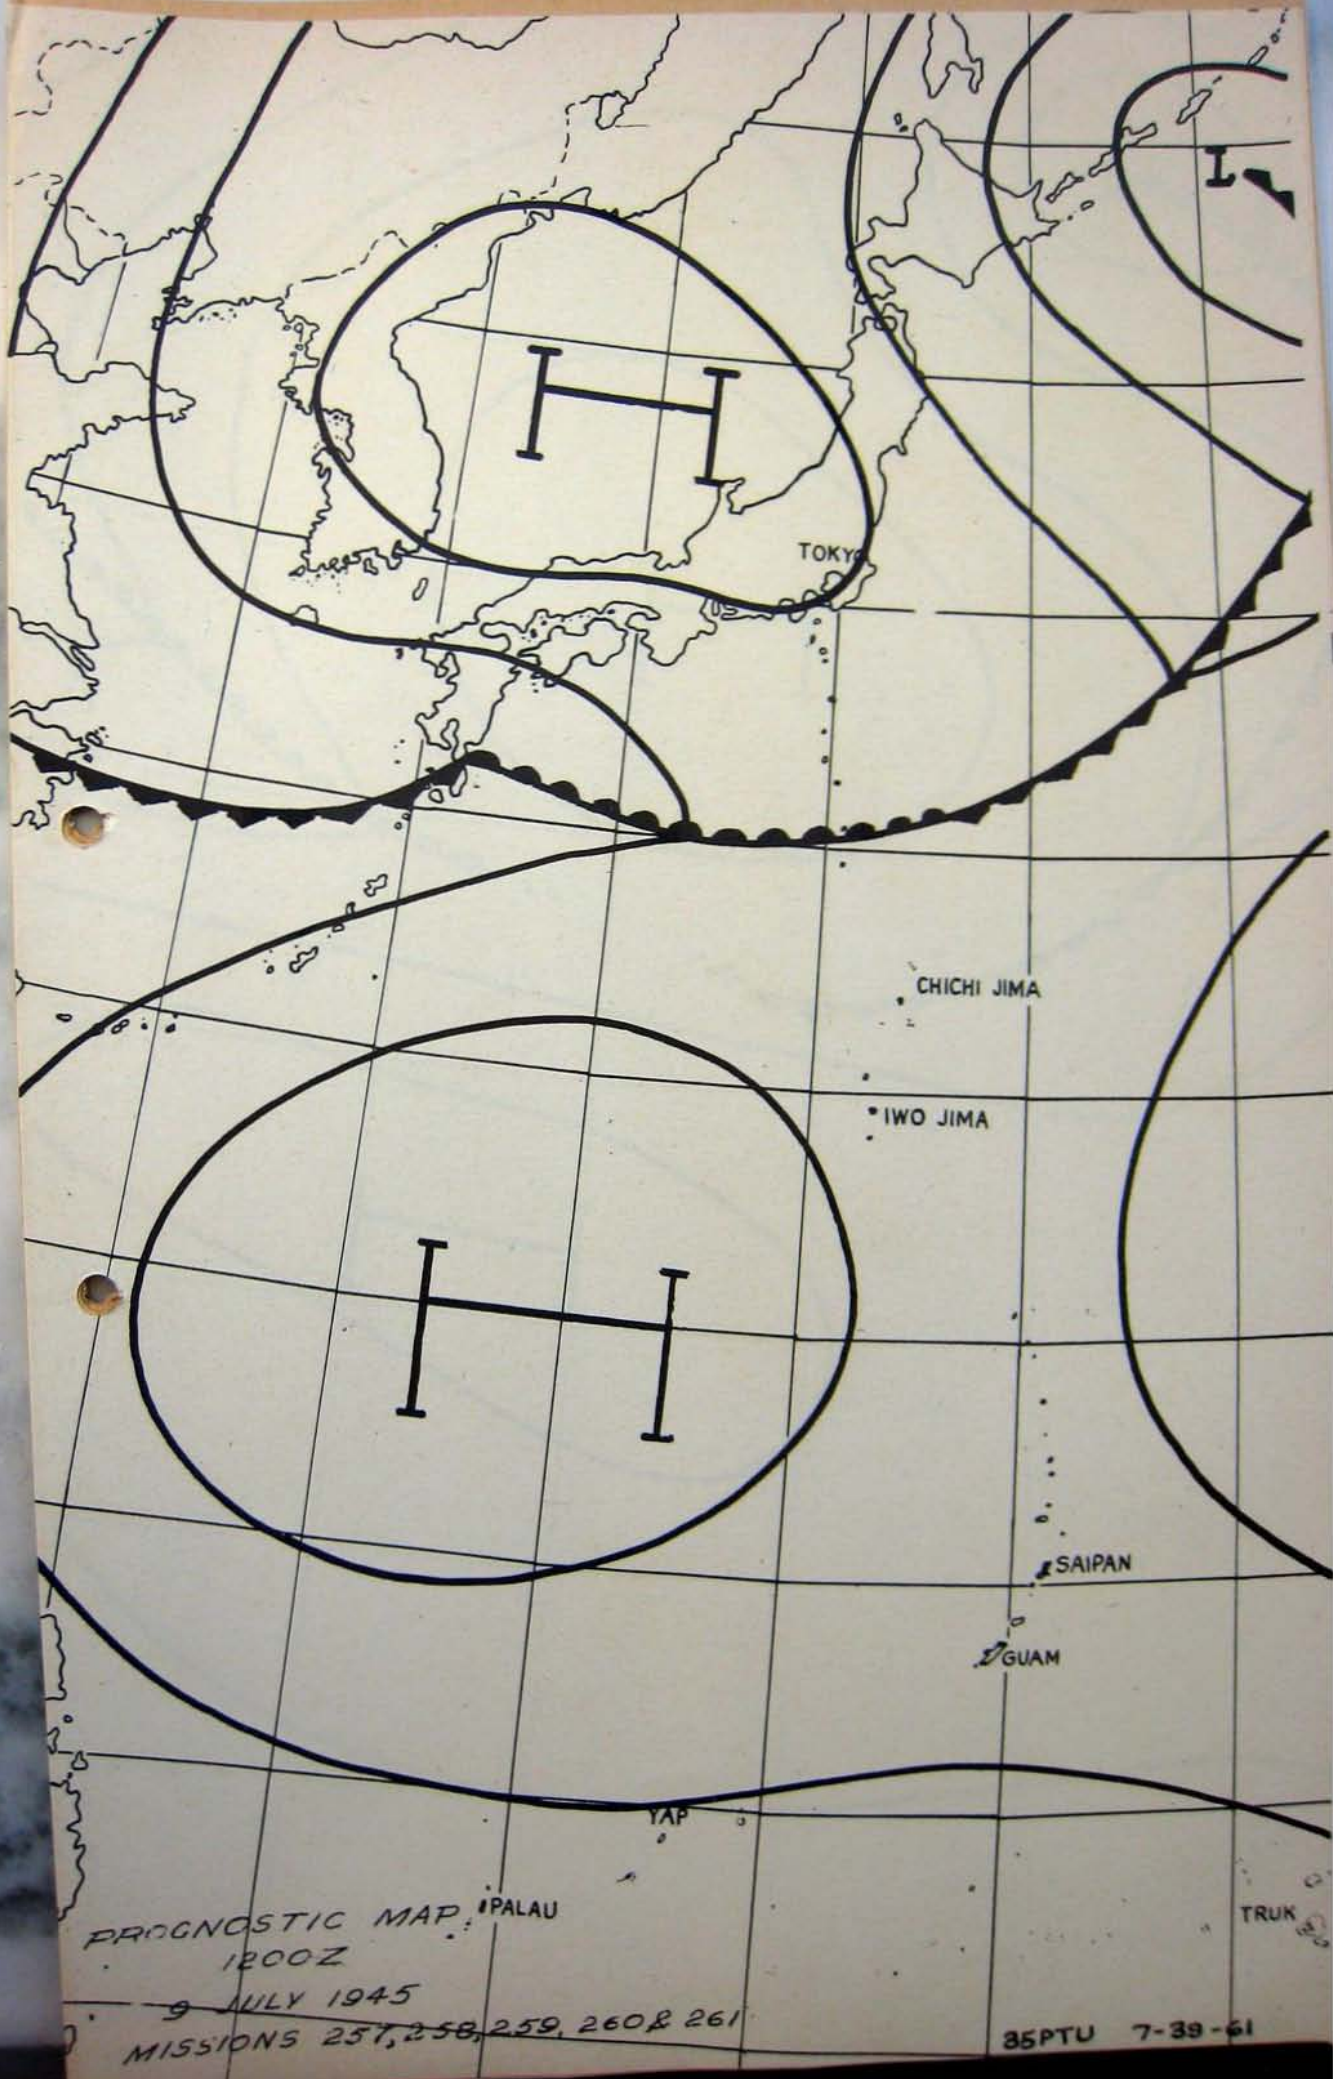 L
H
TOKYO
CHICHI JIMA
IWO JIMA
H
SAIPAN
GUAM
YAP
PALAU
TRUK
PROGNOSTIC MAP
1200Z
9 JULY 1945
MISSIONS 257, 258, 259, 260 & 261
35PTU 7-39-61